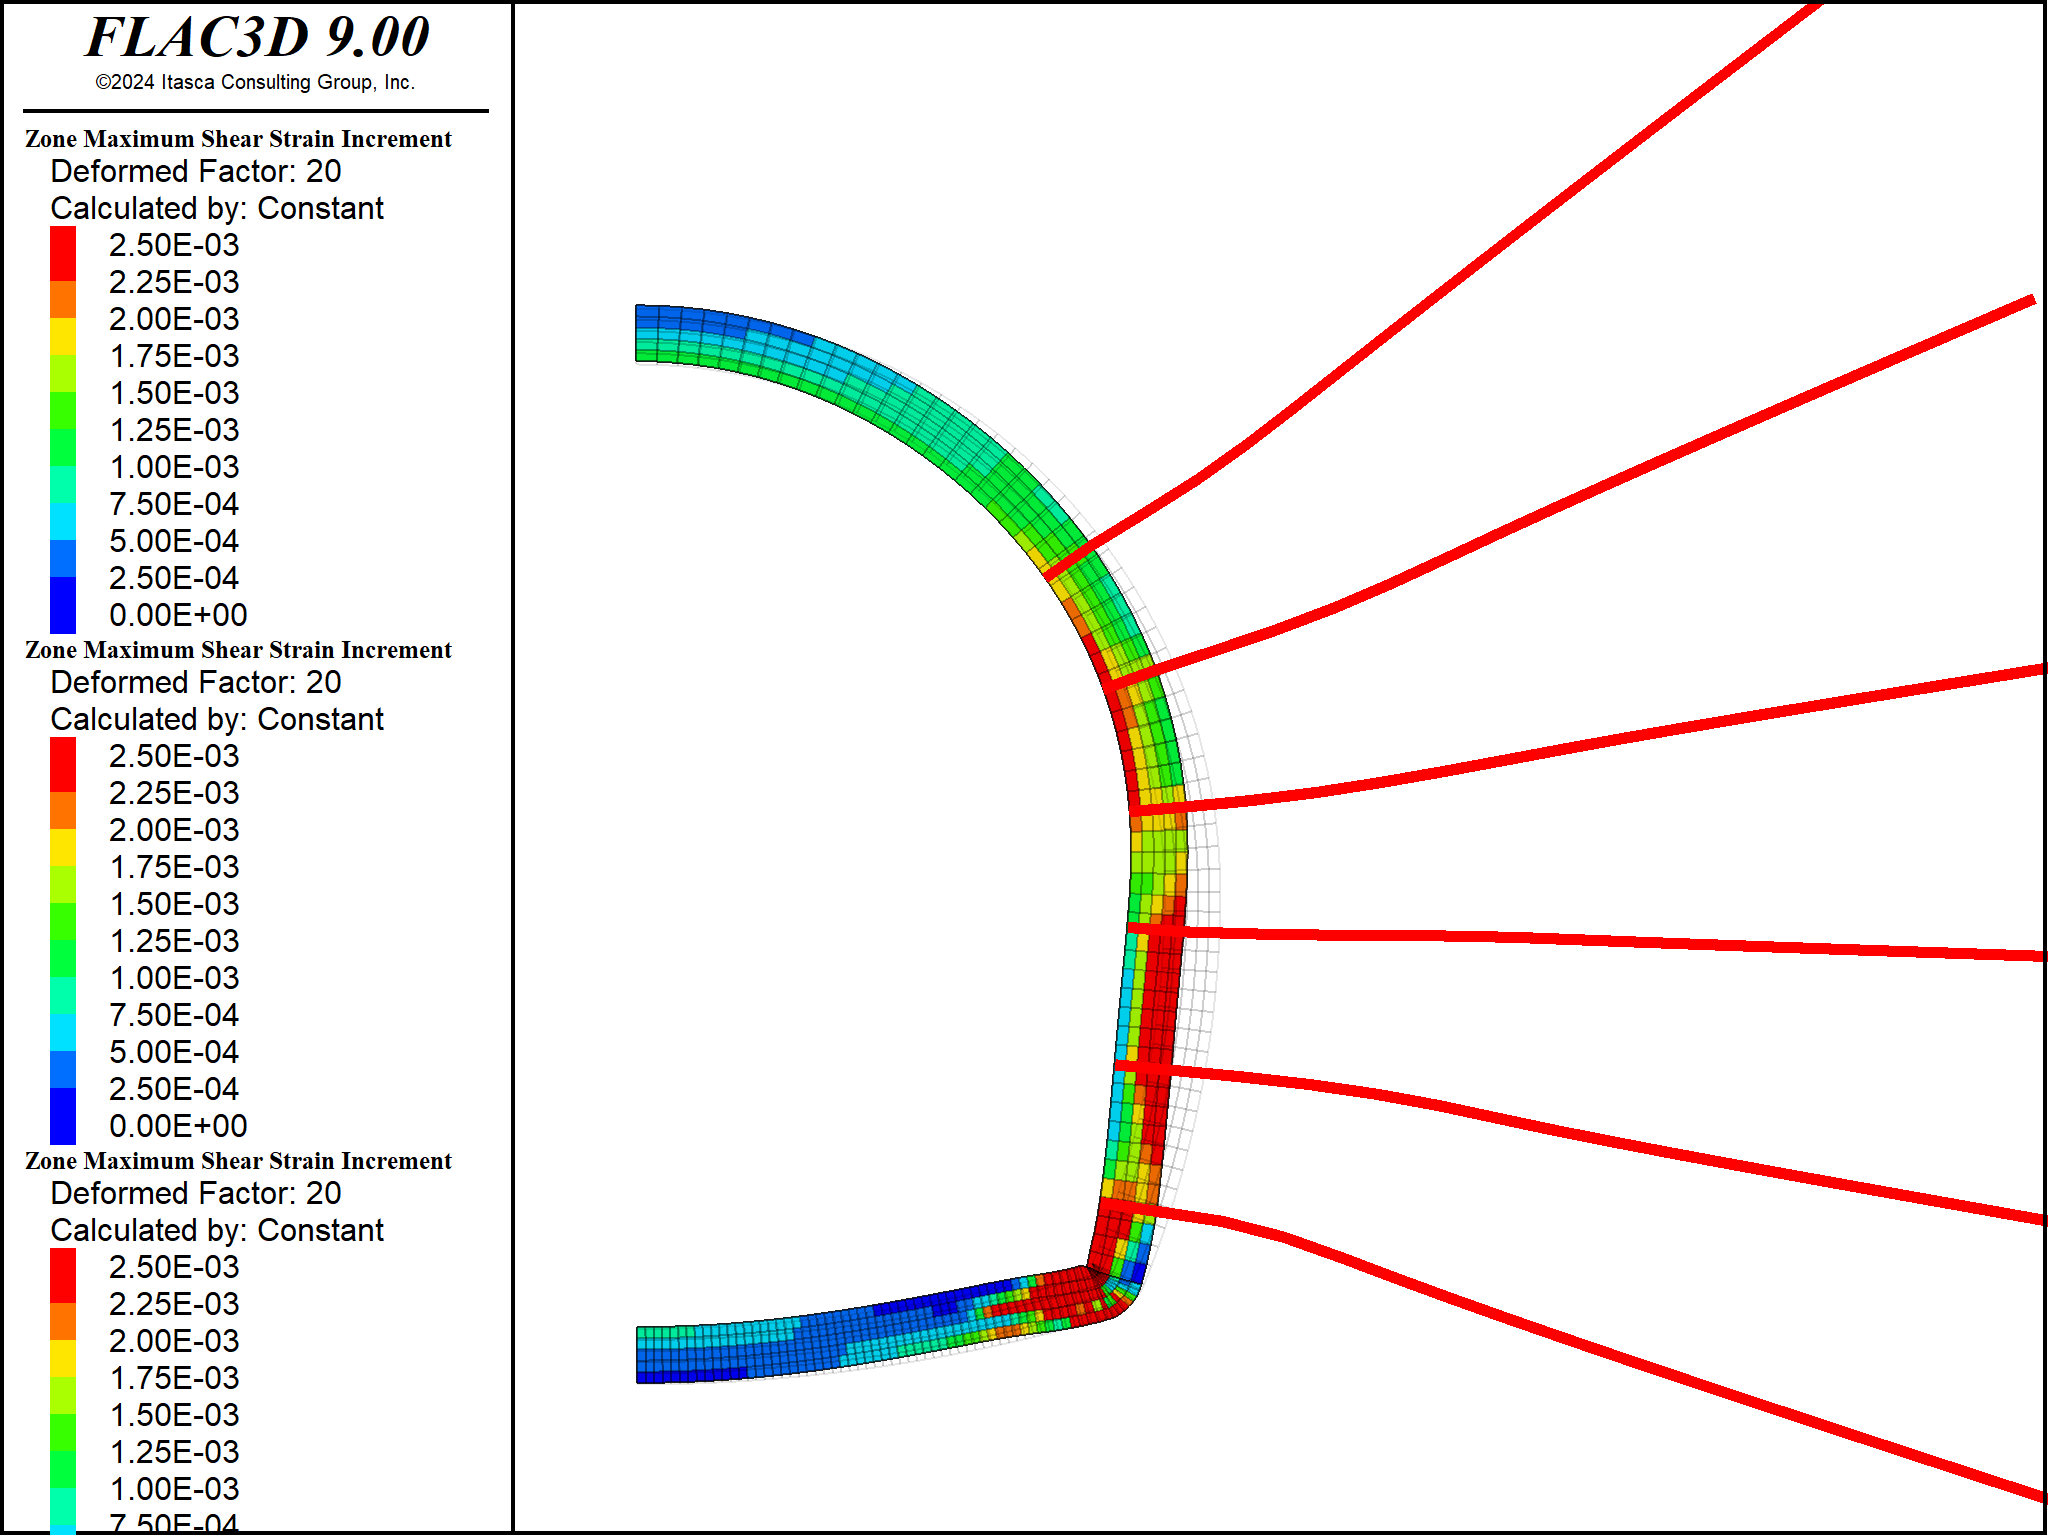 FLAC3D 9.00
©2024 Itasca Consulting Group, Inc.
Zone Maximum Shear Strain Increment
Deformed Factor: 20
Calculated by: Constant
2.50E-03
2.25E-03
2.00E-03
1.75E-03
1.50E-03
1.25E-03
1.00E-03
7.50E-04
5.00E-04
2.50E-04
0.00E+00
Zone Maximum Shear Strain Increment
Deformed Factor: 20
Calculated by: Constant
2.50E-03
2.25E-03
2.00E-03
1.75E-03
1.50E-03
1.25E-03
1.00E-03
7.50E-04
5.00E-04
2.50E-04
0.00E+00
Zone Maximum Shear Strain Increment
Deformed Factor: 20
Calculated by: Constant
2.50E-03
2.25E-03
2.00E-03
1.75E-03
1.50E-03
1.25E-03
1.00E-03
7.50E-04